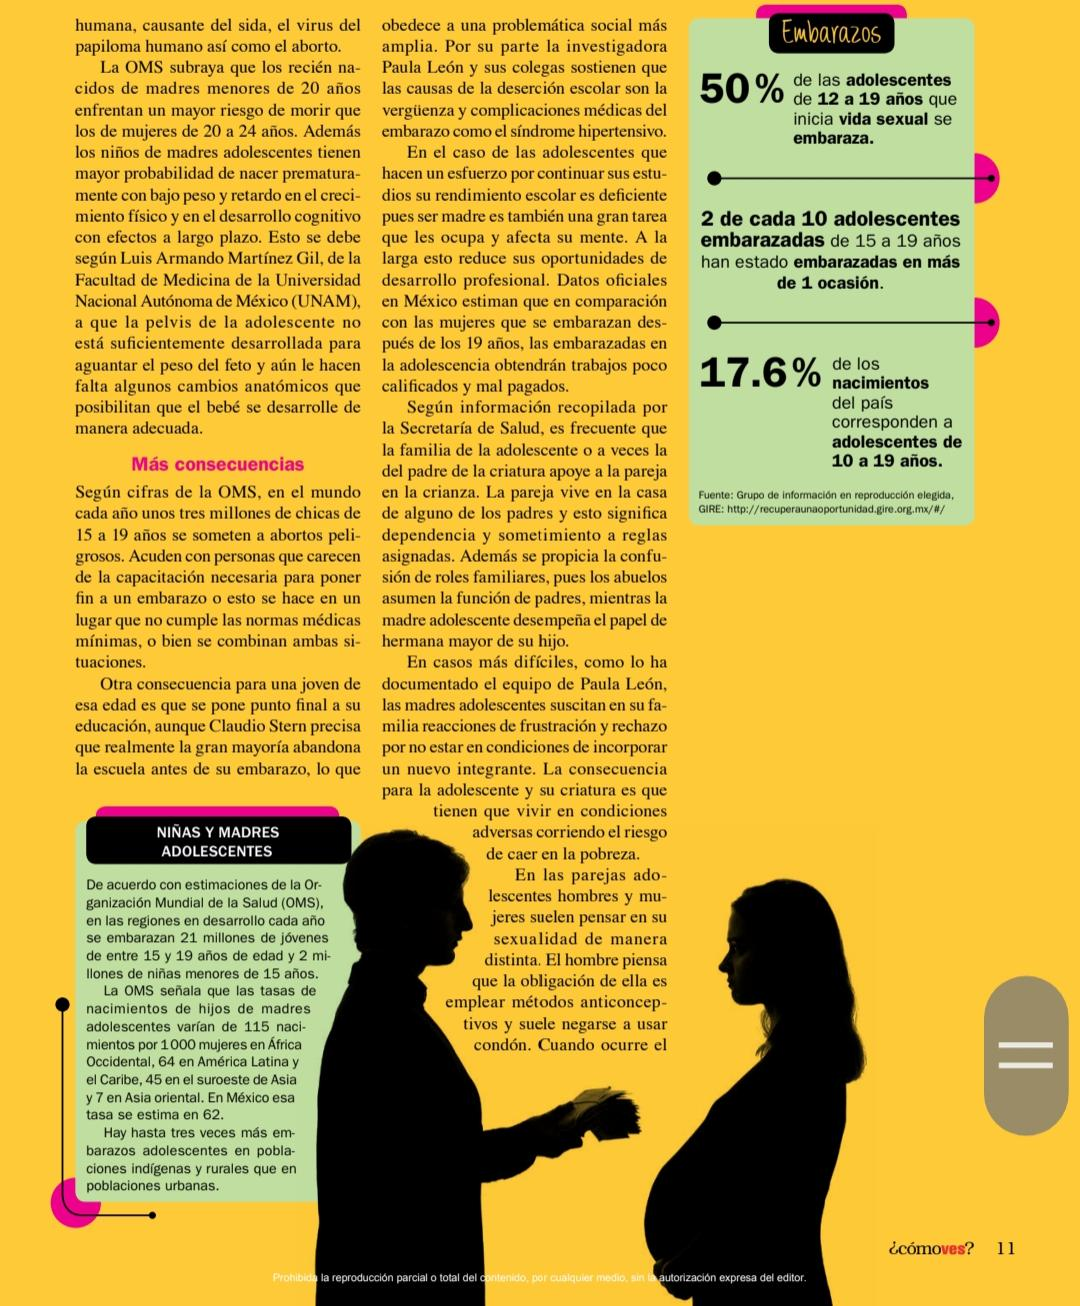 humana, causante del sida, el virus del
papiloma humano así como el aborto.
La OMS subraya que los recién na-
cidos de madres menores de 20 años
enfrentan un mayor riesgo de morir que
los de mujeres de 20 a 24 años. Además
los niños de madres adolescentes tienen
mayor probabilidad de nacer prematura-
mente con bajo peso y retardo en el creci-
miento físico y en el desarrollo cognitivo
con efectos a largo plazo. Esto se debe
según Luis Armando Martínez Gil, de la
Facultad de Medicina de la Universidad
Nacional Autónoma de México (UNAM),
a que la pelvis de la adolescente no
está suficientemente desarrollada para
aguantar el peso del feto y aún le hacen
falta algunos cambios anatómicos que
posibilitan que el bebé se desarrolle de
manera adecuada.
Más consecuencias
Según cifras de la OMS, en el mundo
cada año unos tres millones de chicas de
15 a 19 años se someten a abortos peli-
grosos. Acuden con personas que carecen
de la capacitación necesaria para poner
fin a un embarazo o esto se hace en un
lugar que no cumple las normas médicas
mínimas, o bien se combinan ambas si-
tuaciones.
Otra consecuencia para una joven de
esa edad es que se pone punto final a su
educación, aunque Claudio Stern precisa
que realmente la gran mayoría abandona
la escuela antes de su embarazo, lo que
obedece a una problemática social más
amplia. Por su parte la investigadora
Paula León y sus colegas sostienen que
las causas de la deserción escolar son la
vergüenza y complicaciones médicas del
embarazo como el síndrome hipertensivo.
En el caso de las adolescentes que
hacen un esfuerzo por continuar sus estu-
dios su rendimiento escolar es deficiente
pues ser madre es también una gran tarea
que les ocupa y afecta su mente. A la
larga esto reduce sus oportunidades de
desarrollo profesional. Datos oficiales
en México estiman que en comparación
con las mujeres que se embarazan des-
pués de los 19 años, las embarazadas en
la adolescencia obtendrán trabajos poco
calificados y mal pagados.
Según información recopilada por
la Secretaría de Salud, es frecuente que
la familia de la adolescente o a veces la
del padre de la criatura apoye a la pareja
en la crianza. La pareja vive en la casa
de alguno de los padres y esto significa
dependencia y sometimiento a reglas
asignadas. Además se propicia la confu-
sión de roles familiares, pues los abuelos
asumen la función de padres, mientras la
madre adolescente desempeña el papel de
hermana mayor de su hijo.
En casos más difíciles, como lo ha
documentado el equipo de Paula León,
las madres adolescentes suscitan en su fa-
milia reacciones de frustración y rechazo
por no estar en condiciones de incorporar
un nuevo integrante. La consecuencia
para la adolescente y su criatura es que
tienen que vivir en condiciones
adversas corriendo el riesgo
de caer en la pobreza.
En las parejas ado-
lescentes hombres y mu-
jeres suelen pensar en su
sexualidad de manera
distinta. El hombre piensa
que la obligación de ella es
emplear métodos anticoncep-
tivos y suele negarse a usar
condón. Cuando ocurre el
Embarazos
50% de las adolescentes
de 12 a 19 años que
inicia vida sexual se
embaraza.
2 de cada 10 adolescentes
embarazadas de 15 a 19 años
han estado embarazadas en más
de 1 ocasión.
17.6% de los
nacimientos
del país
corresponden a
adolescentes de
10 a 19 años.
Fuente: Grupo de información en reproducción elegida,
GIRE: http://recuperaunaoportunidad.gire.org.mx/#/
NIÑAS Y MADRES
ADOLESCENTES
De acuerdo con estimaciones de la Or-
ganización Mundial de la Salud (OMS),
en las regiones en desarrollo cada año
se embarazan 21 millones de jóvenes
de entre 15 y 19 años de edad y 2 mi-
llones de niñas menores de 15 años.
La OMS señala que las tasas de
nacimientos de hijos de madres
adolescentes varían de 115 naci-
mientos por 1 000 mujeres en África
Occidental, 64 en América Latina y
el Caribe, 45 en el suroeste de Asia
y 7 en Asia oriental. En México esa
tasa se estima en 62.
Hay hasta tres veces más em-
barazos adolescentes en pobla-
ciones indígenas y rurales que en
poblaciones urbanas.
¿cómoves? 11
Prohibida la reproducción parcial o total del contenido, por cualquier medio, sin la autorización expresa del editor.